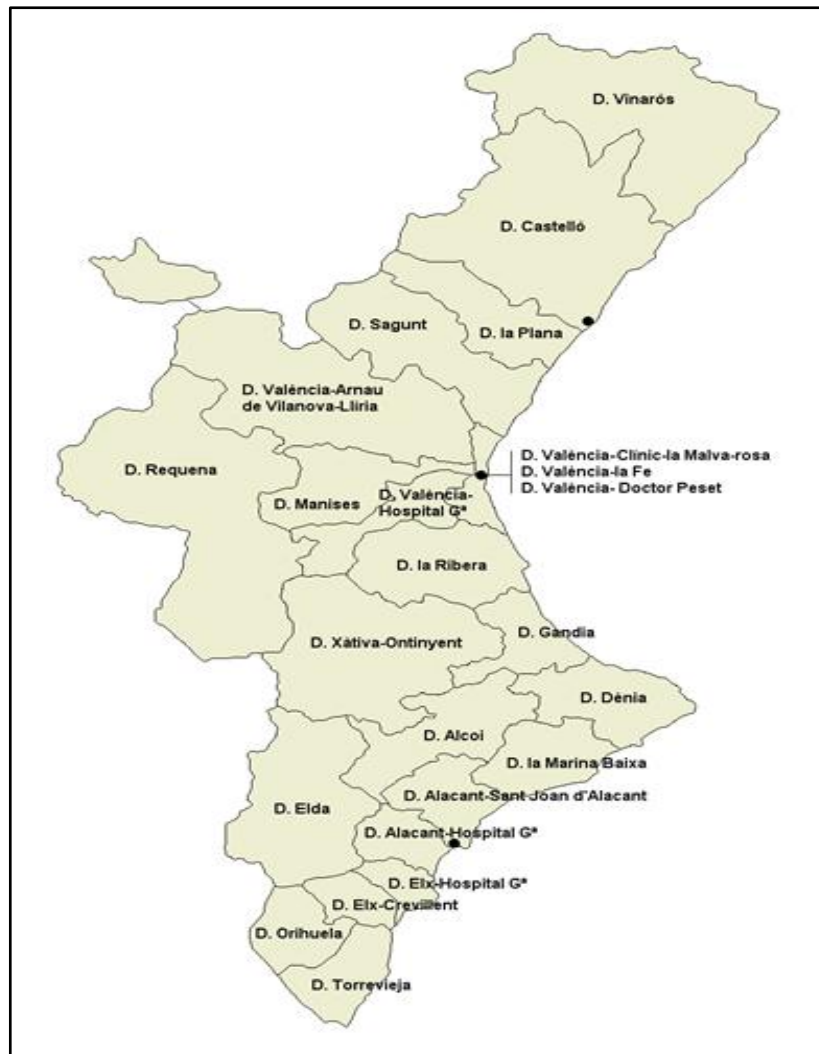 D. Vinarós
D. Castelló
D. Sagunt
D. la Plana
D. València-Arnau
de Vilanova-Llíria
D. València-Clínic-la Malva-rosa
D. València-la Fe
D. València- Doctor Peset
D. Requena
D. Manises
D. València-
Hospital Gª
D. la Ribera
D. Gandia
D. Xàtiva-Ontinyent
D. Dénia
D. Alcoi
D. la Marina Baixa
D. Alacant-Sant Joan d'Alacant
D. Elda
D. Alacant-Hospital Gª
D. Elx-Hospital Gª
D. Elx-Crevillent
D. Orihuela
D. Torrevieja